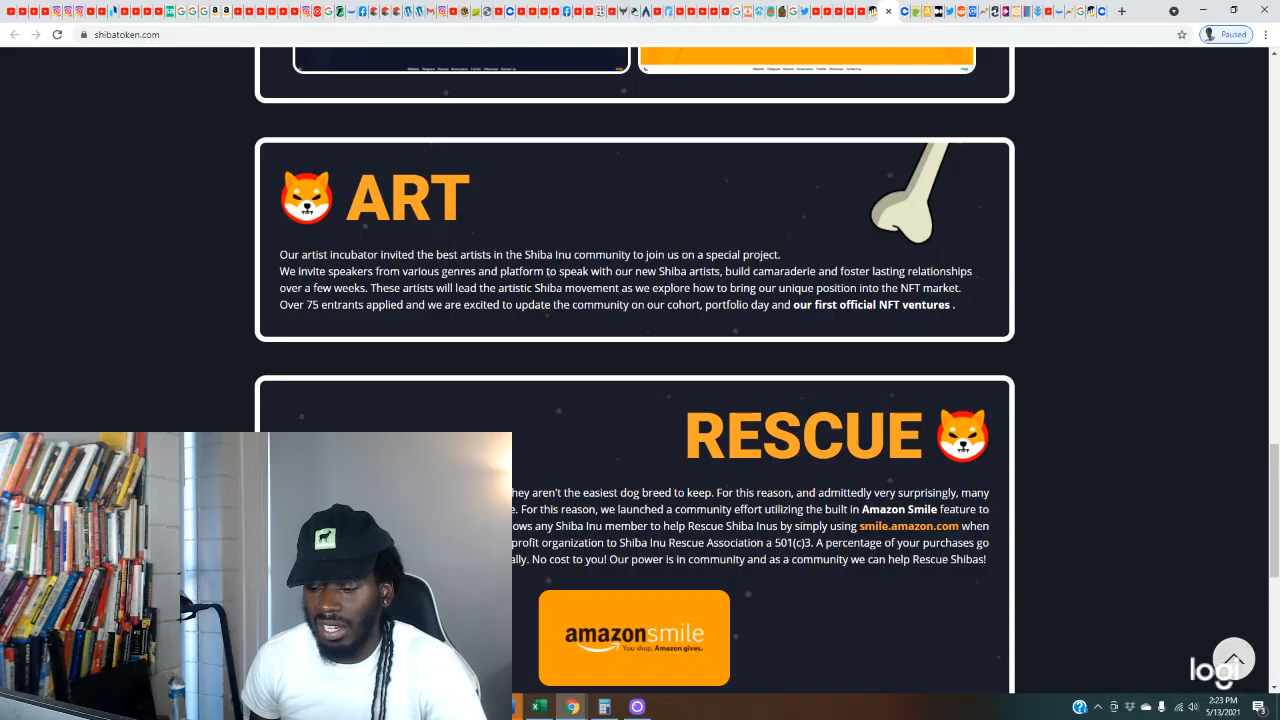 shibatoken.com
Paused
ART
Our artist incubator invited the best artists in the Shiba Inu community to join us on a special project.
We invite speakers from various genres and platform to speak with our new Shiba artists, build camaraderie and foster lasting relationships
over a few weeks. These artists will lead the artistic Shiba movement as we explore how to bring our unique position into the NFT market.
Over 75 entrants applied and we are excited to update the community on our cohort, portfolio day and our first official NFT ventures .
RESCUE
hey aren't the easiest dog breed to keep. For this reason, and admittedly very surprisingly, many
e. For this reason, we launched a community effort utilizing the built in Amazon Smile feature to
ows any Shiba Inu member to help Rescue Shiba Inus by simply using smile.amazon.com when
profit organization to Shiba Inu Rescue Association a 501(c)3. A percentage of your purchases go
ally. No cost to you! Our power is in community and as a community we can help Rescue Shibas!
amazonsmile
You shop. Amazon gives.
logi
2:23 PM
5/13/2021